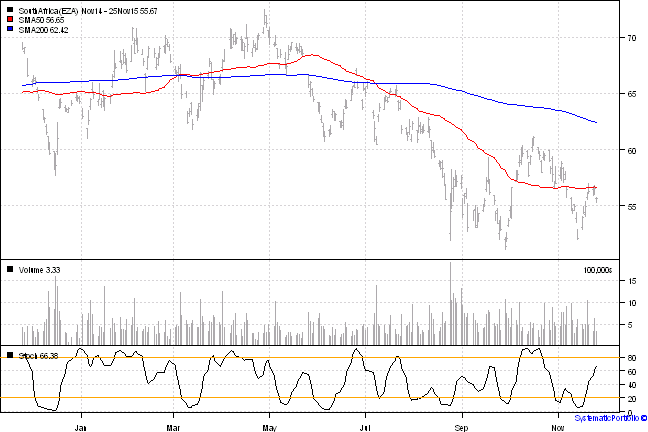 SouthAfrica(EZA) Nov14 - 25Nov15 55.67
SMA50 56.65
SMA200 62.42
70
65
60
55
Volume 3.33
100,000s
15
10
5
Stoch 66.38
80
60
40
20
0
Jan Mar May Jul Sep Nov
SystematicPortfolio ©